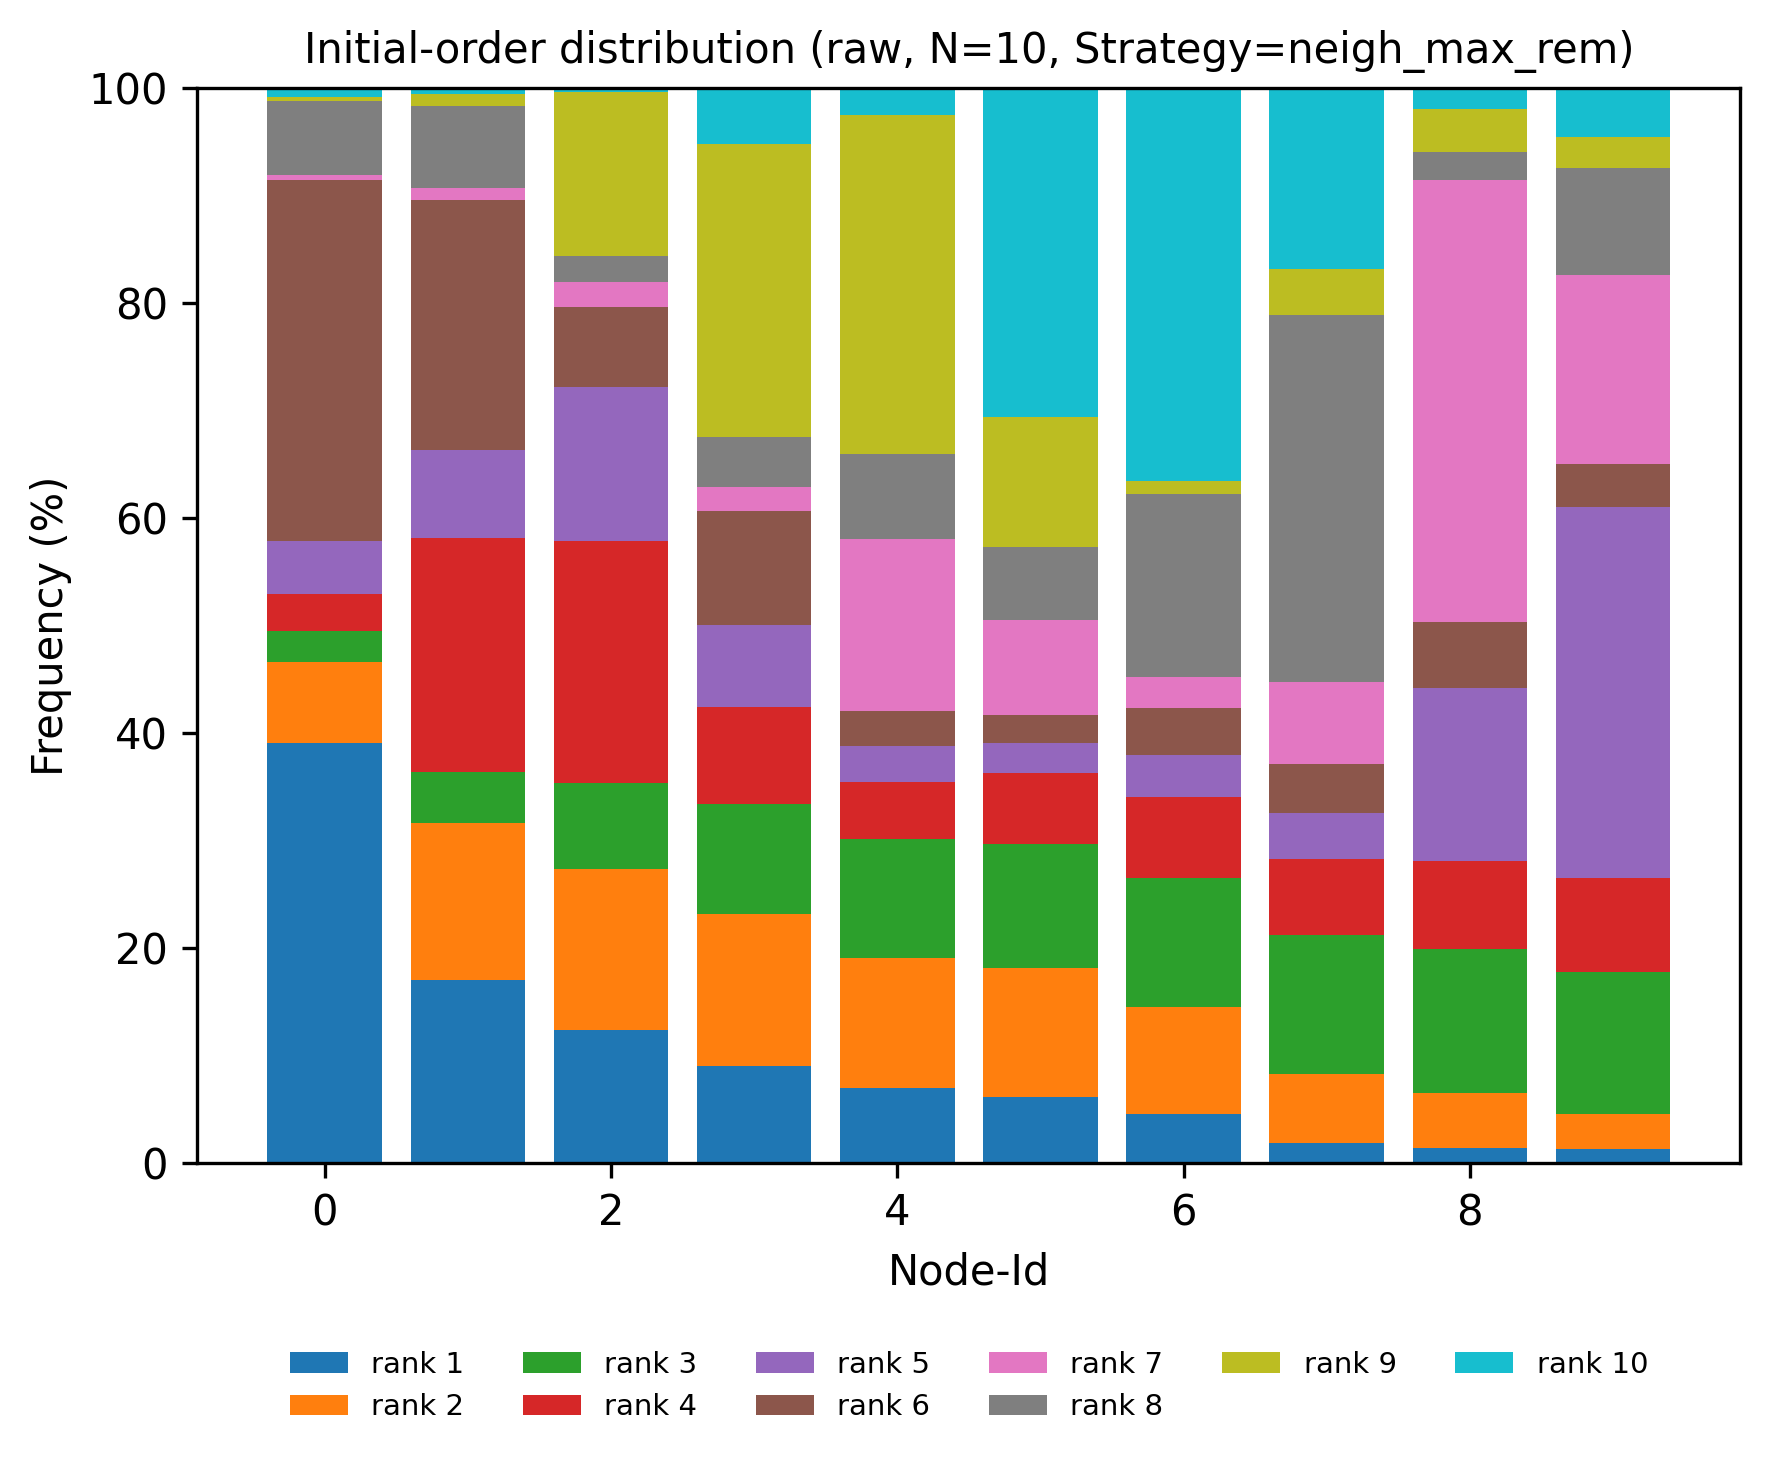 Initial-order distribution (raw, N=10, Strategy=neigh_max_rem)
100
80
60
40
20
0
Frequency (%)
0 2 4 6 8
Node-Id
rank 1 rank 3 rank 5 rank 7 rank 9 rank 10
rank 2 rank 4 rank 6 rank 8